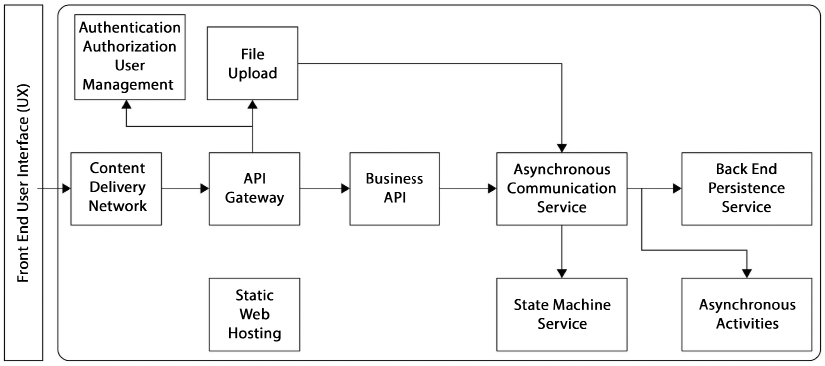 Front End User Interface (UX)
Authentication
Authorization
User
Management
File
Upload
Content
Delivery
Network
API
Gateway
Business
API
Asynchronous
Communication
Service
Back End
Persistence
Service
Static
Web
Hosting
State Machine
Service
Asynchronous
Activities